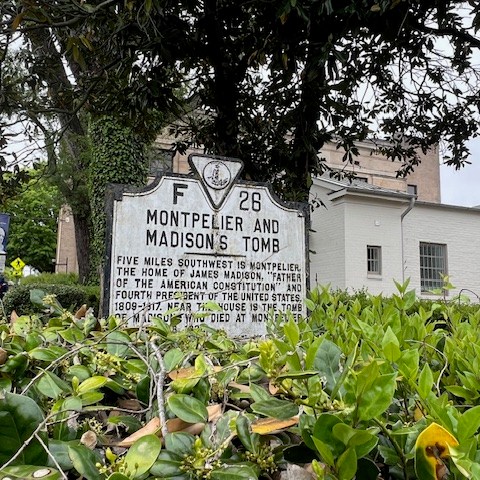 F 26
MONTPELIER AND
MADISON'S TOMB
FIVE MILES SOUTHWEST IS MONTPELIER,
THE HOME OF JAMES MADISON, "FATHER
OF THE AMERICAN CONSTITUTION" AND
FOURTH PRESIDENT OF THE UNITED STATES,
1809-1817. NEAR THE HOUSE IS THE TOMB
OF MADISON, WHO DIED AT MONTPELIER